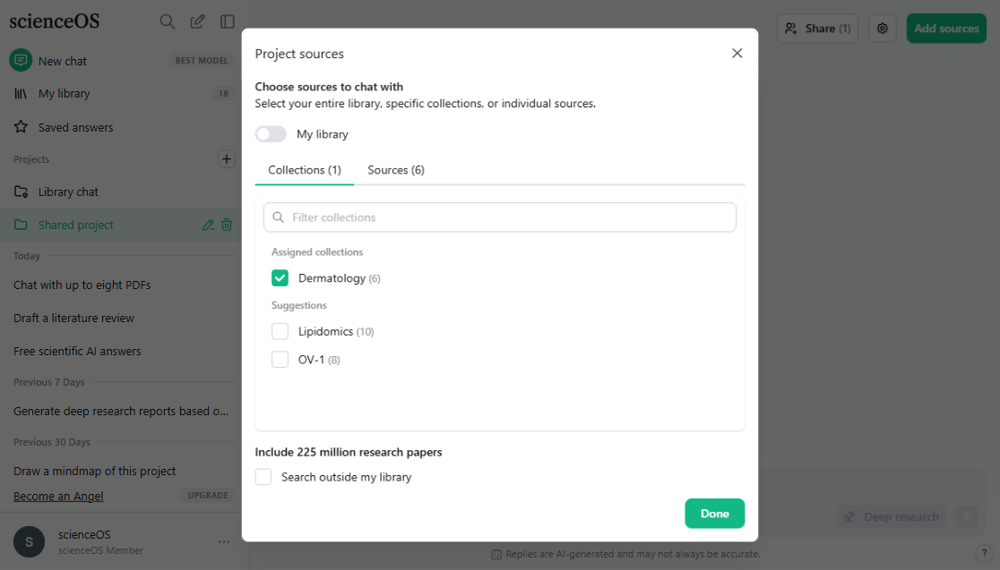 scienceOS
New chat
BEST MODEL
My library
18
Saved answers
Projects
Library chat
Shared project
Today
Chat with up to eight PDFs
Draft a literature review
Free scientific AI answers
Previous 7 Days
Generate deep research reports based o...
Previous 30 Days
Draw a mindmap of this project
Become an Angel
UPGRADE
S
scienceOS
scienceOS Member
Share (1)
Add sources
Project sources
Choose sources to chat with
Select your entire library, specific collections, or individual sources.
My library
Collections (1)
Sources (6)
Filter collections
Assigned collections
Dermatology (6)
Suggestions
Lipidomics (10)
OV-1 (8)
Include 225 million research papers
Search outside my library
Done
Deep research
Replies are AI-generated and may not always be accurate.
?